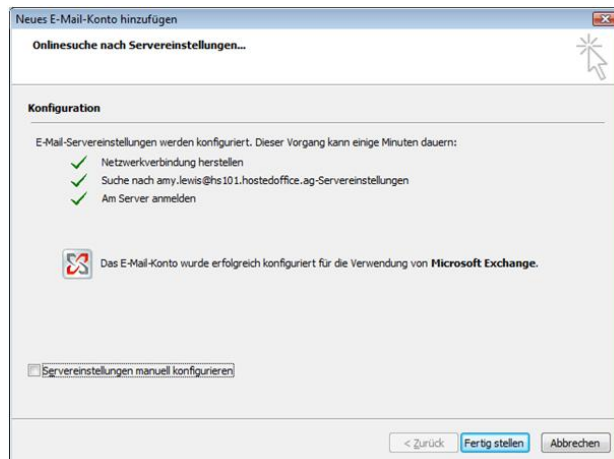 Neues E-Mail-Konto hinzufügen
Onlinesuche nach Servereinstellungen...
Konfiguration
E-Mail-Servereinstellungen werden konfiguriert. Dieser Vorgang kann einige Minuten dauern:
Netzwerkverbindung herstellen
Suche nach amy.lewis@hs101.hostedoffice.ag-Servereinstellungen
Am Server anmelden
Das E-Mail-Konto wurde erfolgreich konfiguriert für die Verwendung von Microsoft Exchange.
Servereinstellungen manuell konfigurieren
< Zurück Fertig stellen Abbrechen